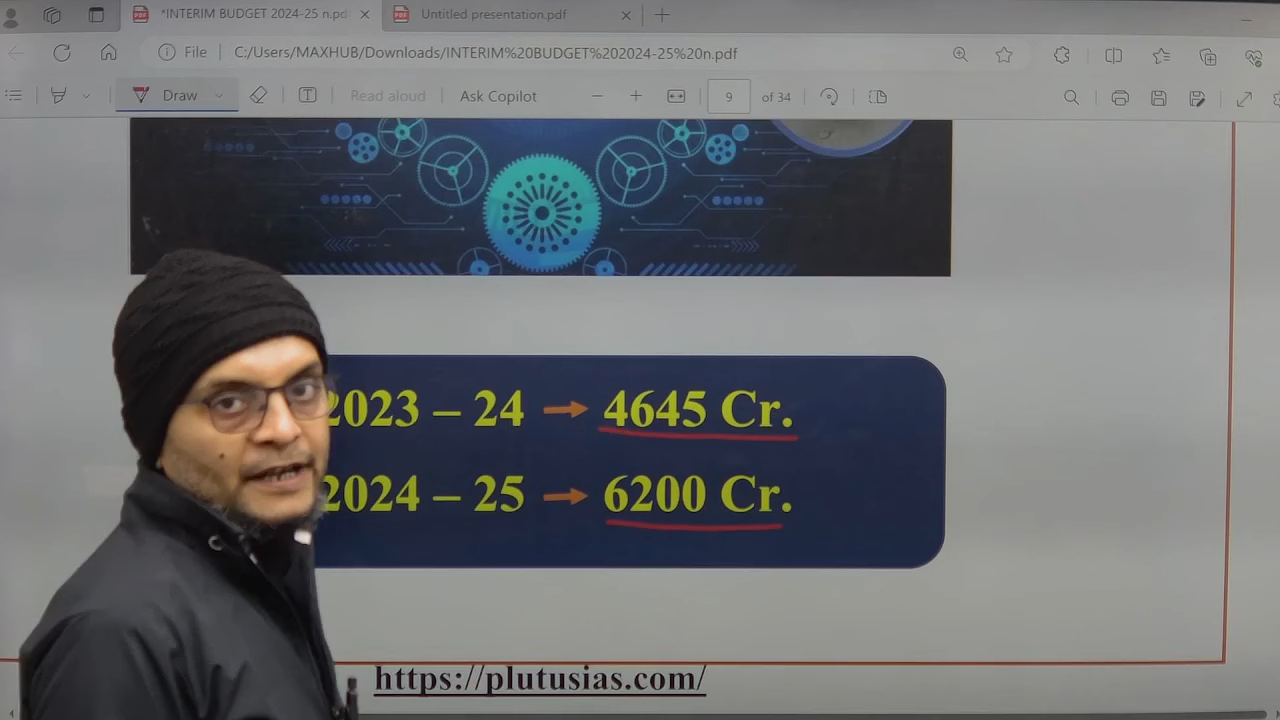 *INTERIM BUDGET 2024-25 n.pd
Untitled presentation.pdf
File
C:/Users/MAXHUB/Downloads/INTERIM%20BUDGET%202024-25%20n.pdf
Draw
Read aloud
Ask Copilot
9
of 34
2023 – 24 → 4645 Cr.
2024 – 25 → 6200 Cr.
https://plutusias.com/